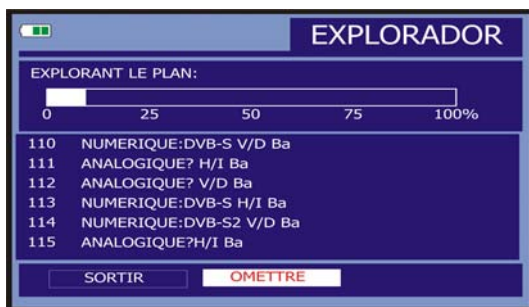 EXPLORADOR
EXPLORANT LE PLAN:
0 25 50 75 100%
110 NUMERIQUE:DVB-S V/D Ba
111 ANALOGIQUE? H/I Ba
112 ANALOGIQUE? V/D Ba
113 NUMERIQUE:DVB-S H/I Ba
114 NUMERIQUE:DVB-S2 V/D Ba
115 ANALOGIQUE?H/I Ba
SORTIR OMETTRE